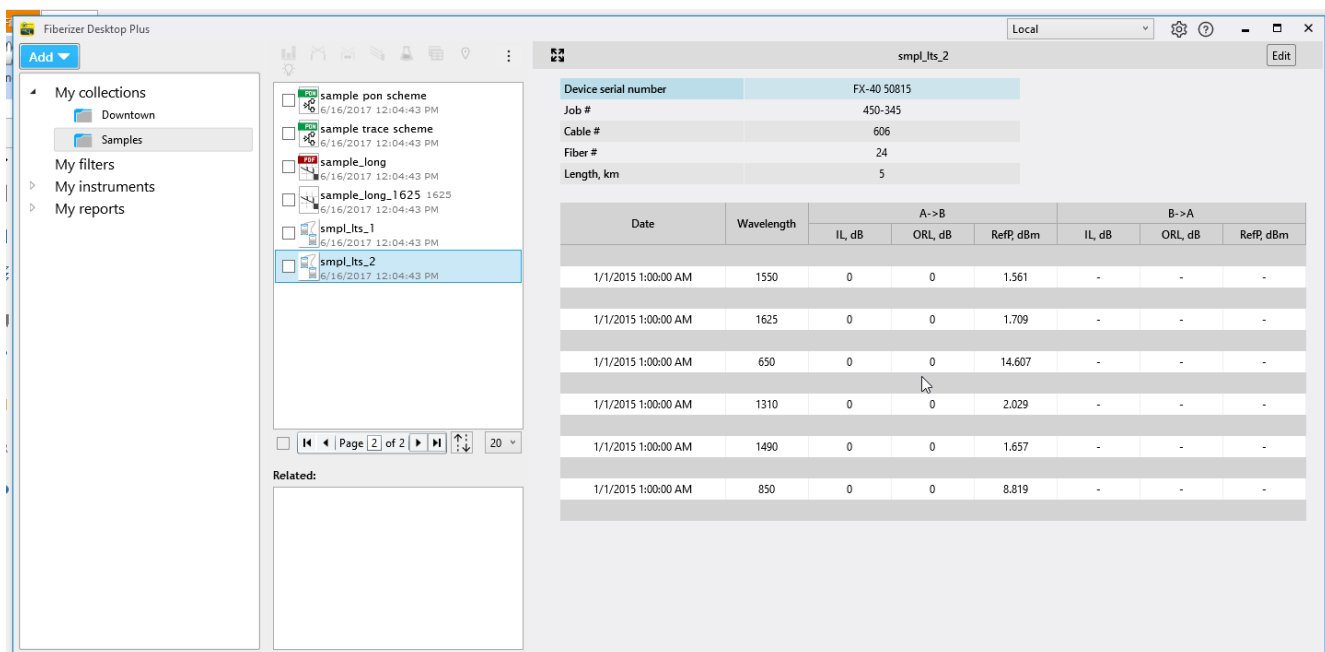 Fiberizer Desktop Plus
Local
Add
smpl_lts_2
Edit
My collections
Downtown
Samples
My filters
My instruments
My reports
PON
sample pon scheme
6/16/2017 12:04:43 PM
PON
sample trace scheme
6/16/2017 12:04:43 PM
PDF
sample_long
6/16/2017 12:04:43 PM
sample_long_1625 1625
6/16/2017 12:04:43 PM
smpl_lts_1
6/16/2017 12:04:43 PM
smpl_lts_2
6/16/2017 12:04:43 PM
Page 2 of 2
20
Related:
Device serial number FX-40 50815
Job # 450-345
Cable # 606
Fiber # 24
Length, km 5
Date Wavelength A->B B->A
IL, dB ORL, dB RefP, dBm IL, dB ORL, dB RefP, dBm
1/1/2015 1:00:00 AM 1550 0 0 1.561 - - -
1/1/2015 1:00:00 AM 1625 0 0 1.709 - - -
1/1/2015 1:00:00 AM 650 0 0 14.607 - - -
1/1/2015 1:00:00 AM 1310 0 0 2.029 - - -
1/1/2015 1:00:00 AM 1490 0 0 1.657 - - -
1/1/2015 1:00:00 AM 850 0 0 8.819 - - -